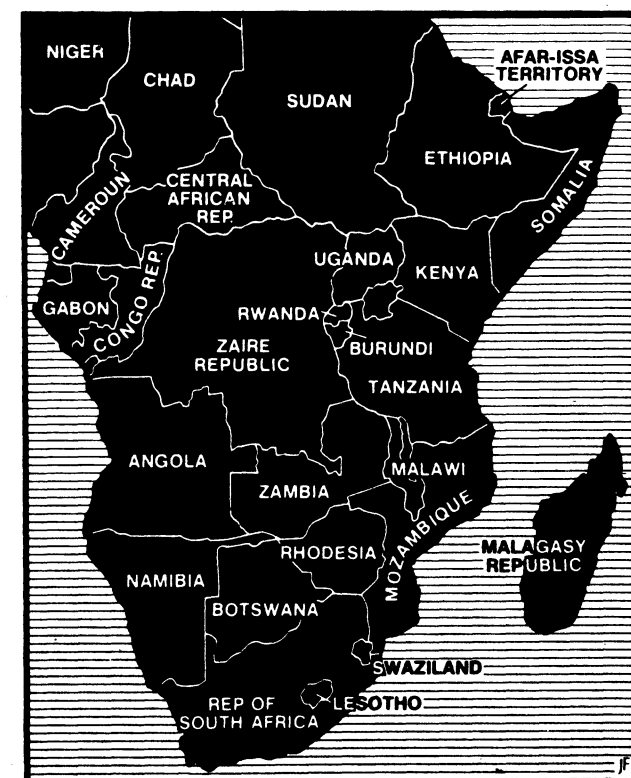 NIGER
CHAD
SUDAN
AFAR-ISSA
TERRITORY
ETHIOPIA
SOMALIA
CAMEROUN
CENTRAL
AFRICAN
REP.
UGANDA
KENYA
GABON
CONGO REP.
RWANDA
ZAIRE
REPUBLIC
BURUNDI
TANZANIA
ANGOLA
ZAMBIA
MALAWI
MOZAMBIQUE
RHODESIA
MALAGASY
REPUBLIC
NAMIBIA
BOTSWANA
SWAZILAND
REP OF
SOUTH AFRICA
LESOTHO
JF